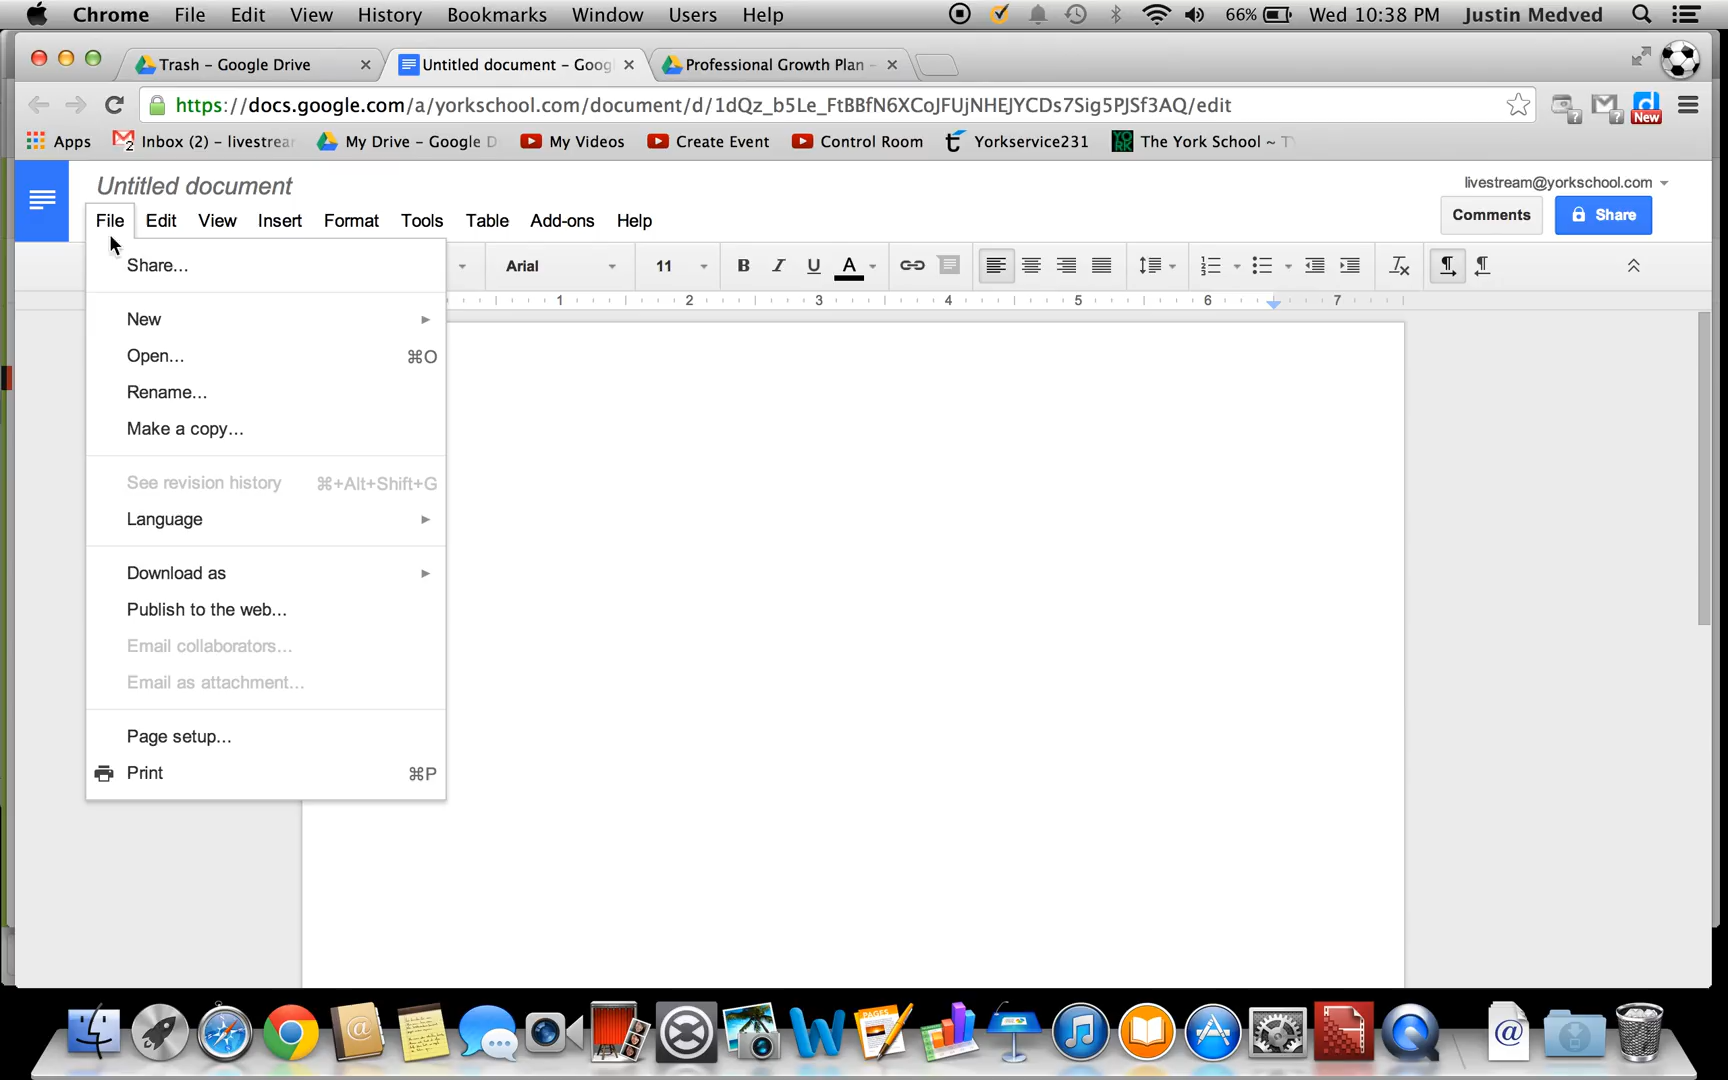 Chrome File Edit View History Bookmarks Window Users Help 66% Wed 10:38 PM Justin Medved
Trash – Google Drive Untitled document – Goog Professional Growth Plan –
https://docs.google.com/a/yorkschool.com/document/d/1dQz_b5Le_FtBBfN6XCoJFUjNHEJYCDs7Sig5PJSf3AQ/edit
New
Apps 2 Inbox (2) – livestrear My Drive – Google D My Videos Create Event Control Room Yorkservice231 The York School ~ T
Untitled document
livestream@yorkschool.com
File Edit View Insert Format Tools Table Add-ons Help
Comments Share
Arial 11 B I U A
1 2 3 4 5 6 7
Share...
New
Open... ⌘O
Rename...
Make a copy...
See revision history ⌘+Alt+Shift+G
Language
Download as
Publish to the web...
Email collaborators...
Email as attachment...
Page setup...
Print ⌘P